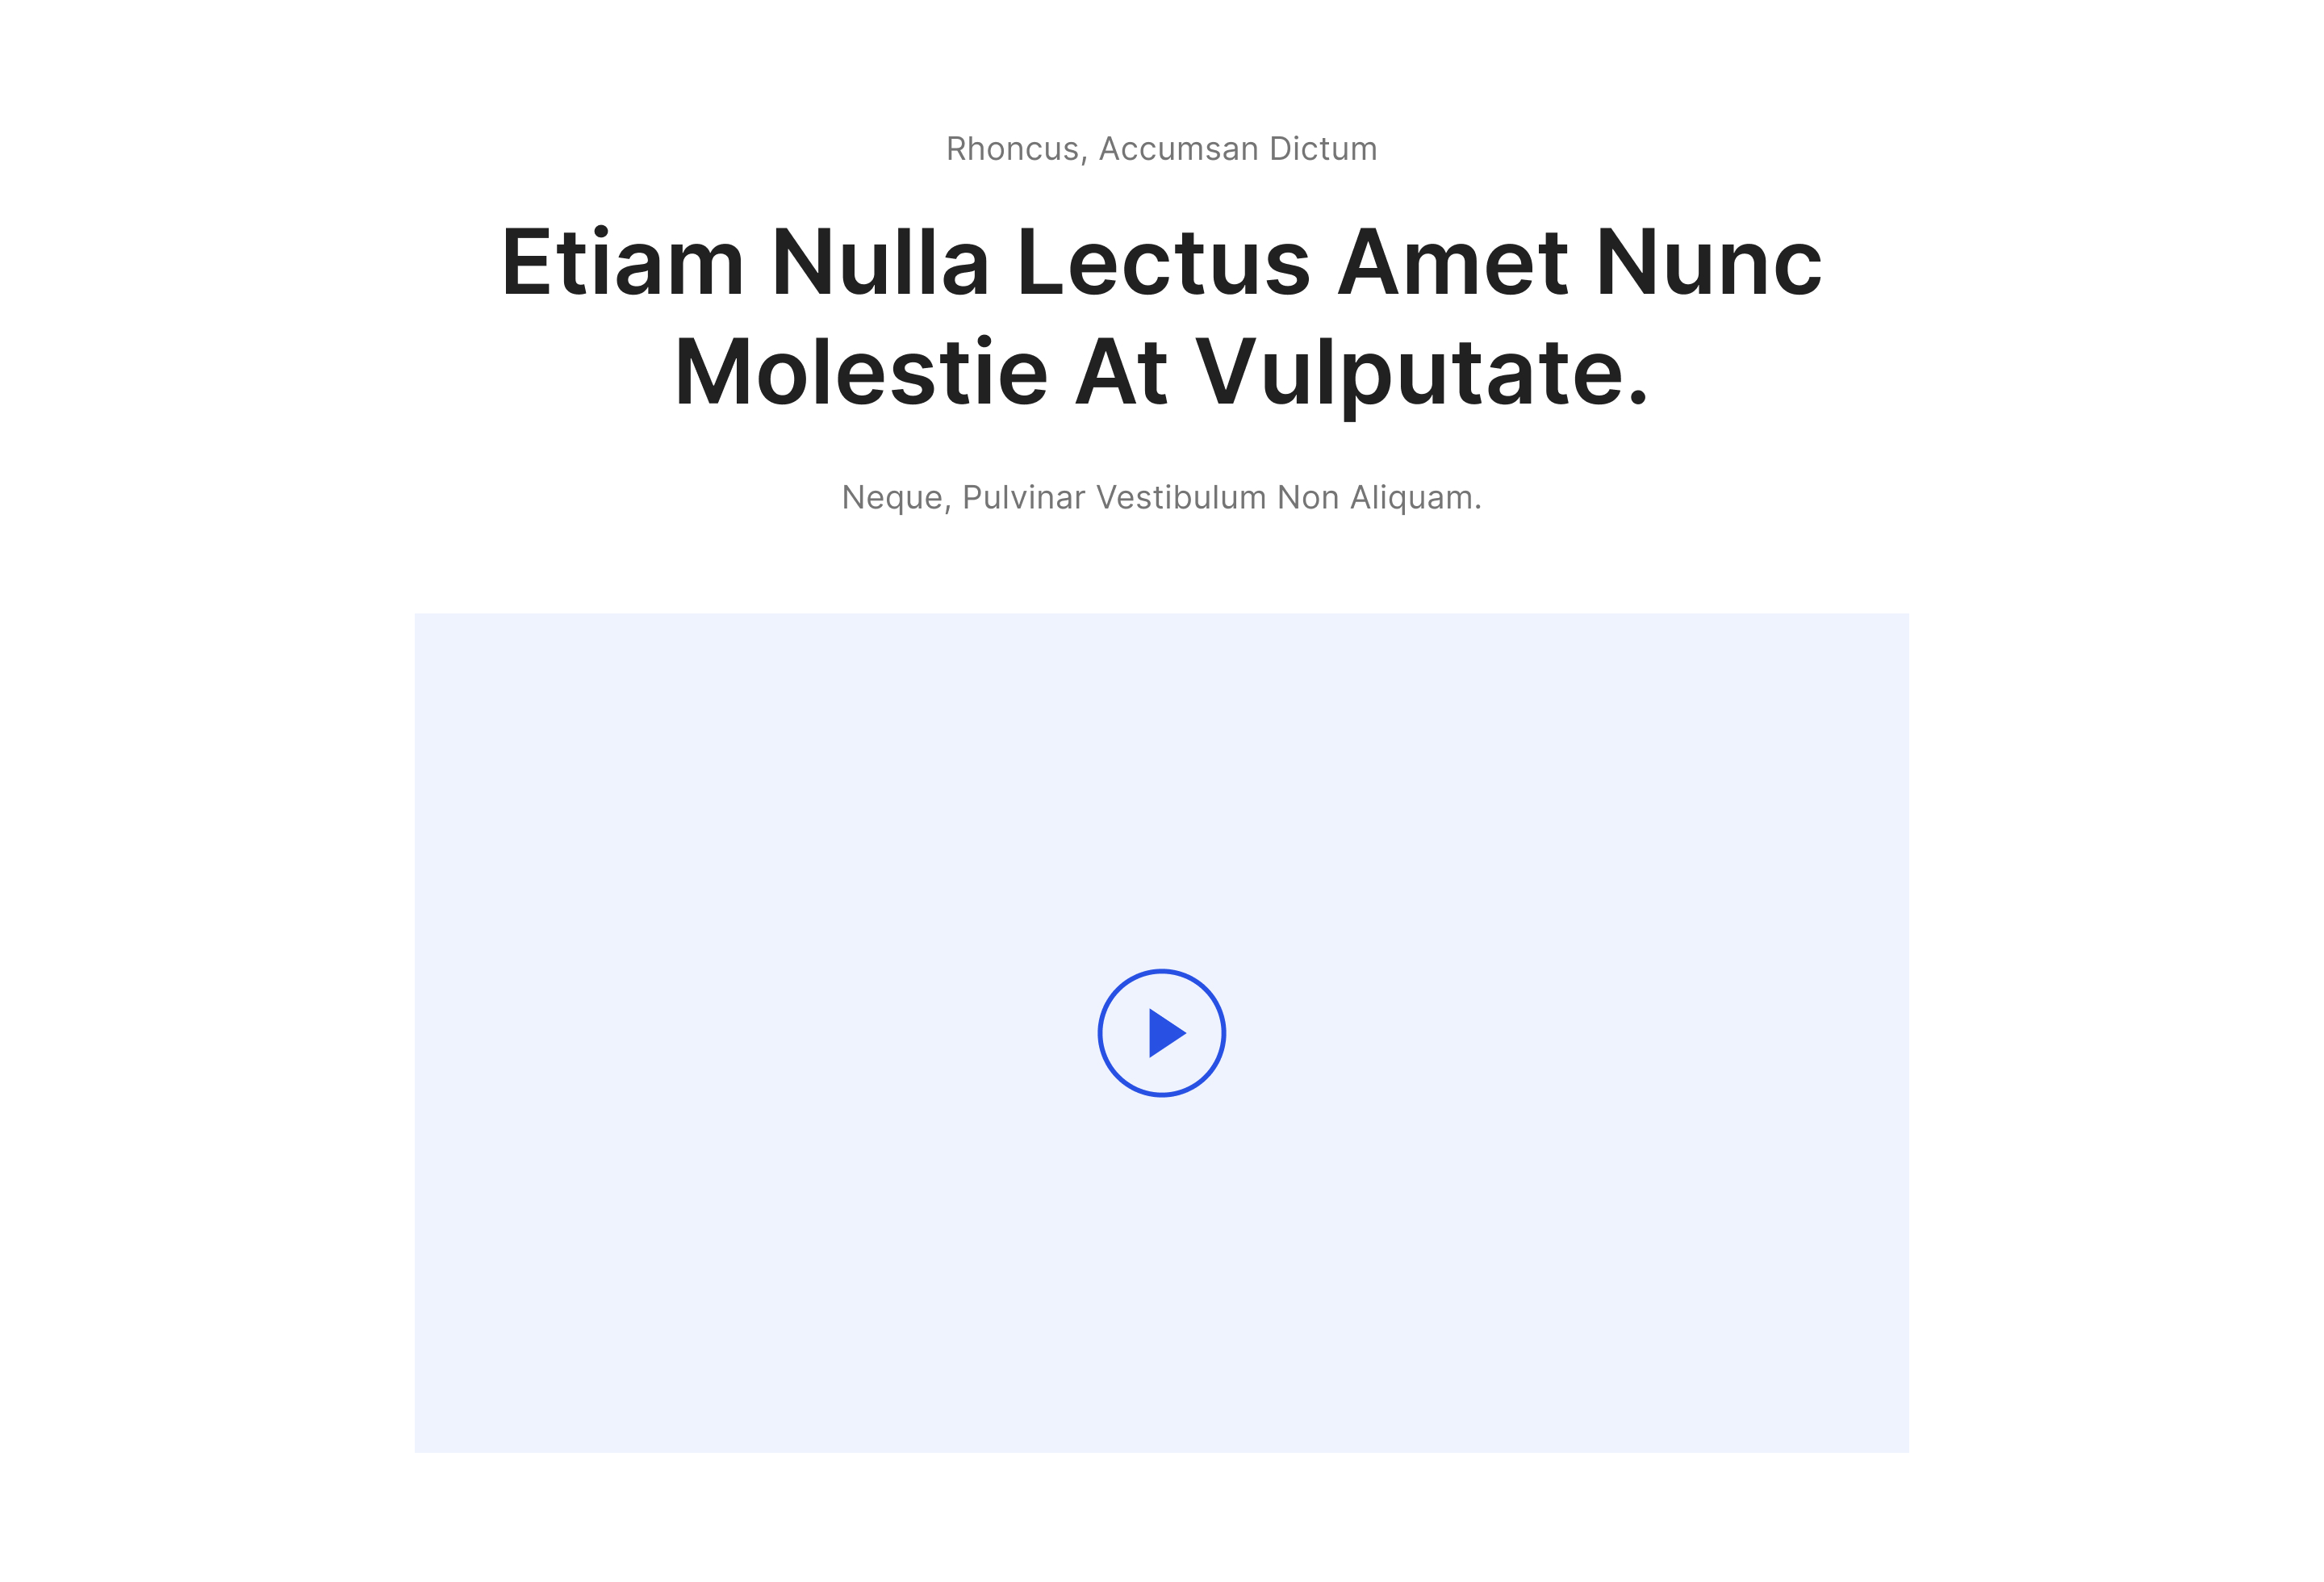 Rhoncus, Accumsan Dictum
Etiam Nulla Lectus Amet Nunc
Molestie At Vulputate.
Neque, Pulvinar Vestibulum Non Aliquam.